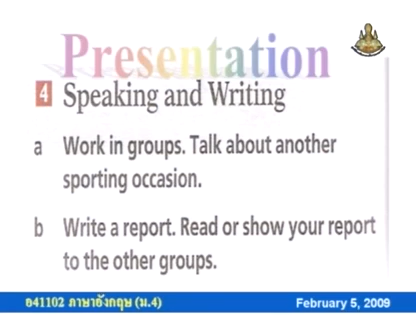 Presentation
4 Speaking and Writing
a Work in groups. Talk about another
sporting occasion.
b Write a report. Read or show your report
to the other groups.
อ41102 ภาษาอังกฤษ (ม.4) February 5, 2009